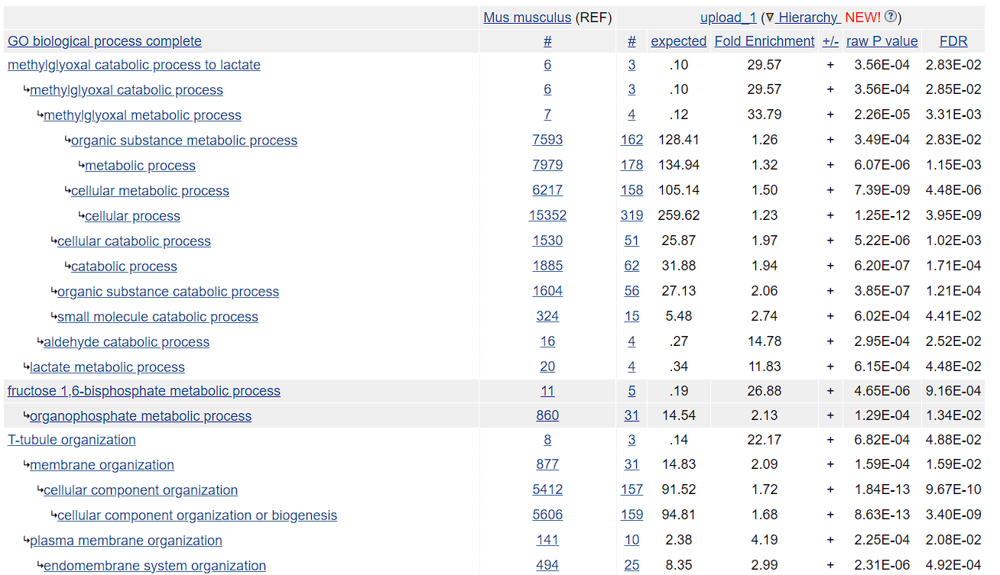 Mus musculus (REF) upload_1 (▼ Hierarchy NEW! ?)
GO biological process complete # # expected Fold Enrichment +/- raw P value FDR
methylglyoxal catabolic process to lactate 6 3 .10 29.57 + 3.56E-04 2.83E-02
↳methylglyoxal catabolic process 6 3 .10 29.57 + 3.56E-04 2.85E-02
↳methylglyoxal metabolic process 7 4 .12 33.79 + 2.26E-05 3.31E-03
↳organic substance metabolic process 7593 162 128.41 1.26 + 3.49E-04 2.83E-02
↳metabolic process 7979 178 134.94 1.32 + 6.07E-06 1.15E-03
↳cellular metabolic process 6217 158 105.14 1.50 + 7.39E-09 4.48E-06
↳cellular process 15352 319 259.62 1.23 + 1.25E-12 3.95E-09
↳cellular catabolic process 1530 51 25.87 1.97 + 5.22E-06 1.02E-03
↳catabolic process 1885 62 31.88 1.94 + 6.20E-07 1.71E-04
↳organic substance catabolic process 1604 56 27.13 2.06 + 3.85E-07 1.21E-04
↳small molecule catabolic process 324 15 5.48 2.74 + 6.02E-04 4.41E-02
↳aldehyde catabolic process 16 4 .27 14.78 + 2.95E-04 2.52E-02
↳lactate metabolic process 20 4 .34 11.83 + 6.15E-04 4.48E-02
fructose 1,6-bisphosphate metabolic process 11 5 .19 26.88 + 4.65E-06 9.16E-04
↳organophosphate metabolic process 860 31 14.54 2.13 + 1.29E-04 1.34E-02
T-tubule organization 8 3 .14 22.17 + 6.82E-04 4.88E-02
↳membrane organization 877 31 14.83 2.09 + 1.59E-04 1.59E-02
↳cellular component organization 5412 157 91.52 1.72 + 1.84E-13 9.67E-10
↳cellular component organization or biogenesis 5606 159 94.81 1.68 + 8.63E-13 3.40E-09
↳plasma membrane organization 141 10 2.38 4.19 + 2.25E-04 2.08E-02
↳endomembrane system organization 494 25 8.35 2.99 + 2.31E-06 4.92E-04